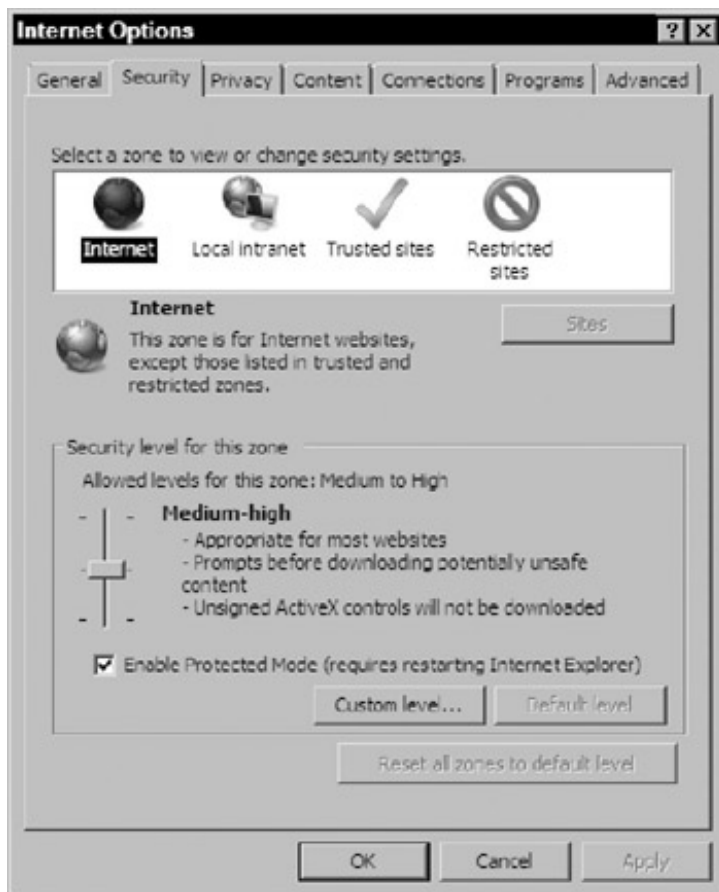 Internet Options
General Security Privacy Content Connections Programs Advanced
Select a zone to view or change security settings.
Internet Local intranet Trusted sites Restricted
sites
Internet
Sites
This zone is for Internet websites,
except those listed in trusted and
restricted zones.
Security level for this zone
Allowed levels for this zone: Medium to High
Medium-high
- Appropriate for most websites
- Prompts before downloading potentially unsafe
content
- Unsigned ActiveX controls will not be downloaded
Enable Protected Mode (requires restarting Internet Explorer)
Custom level... Default level
Reset all zones to default level
OK Cancel Apply